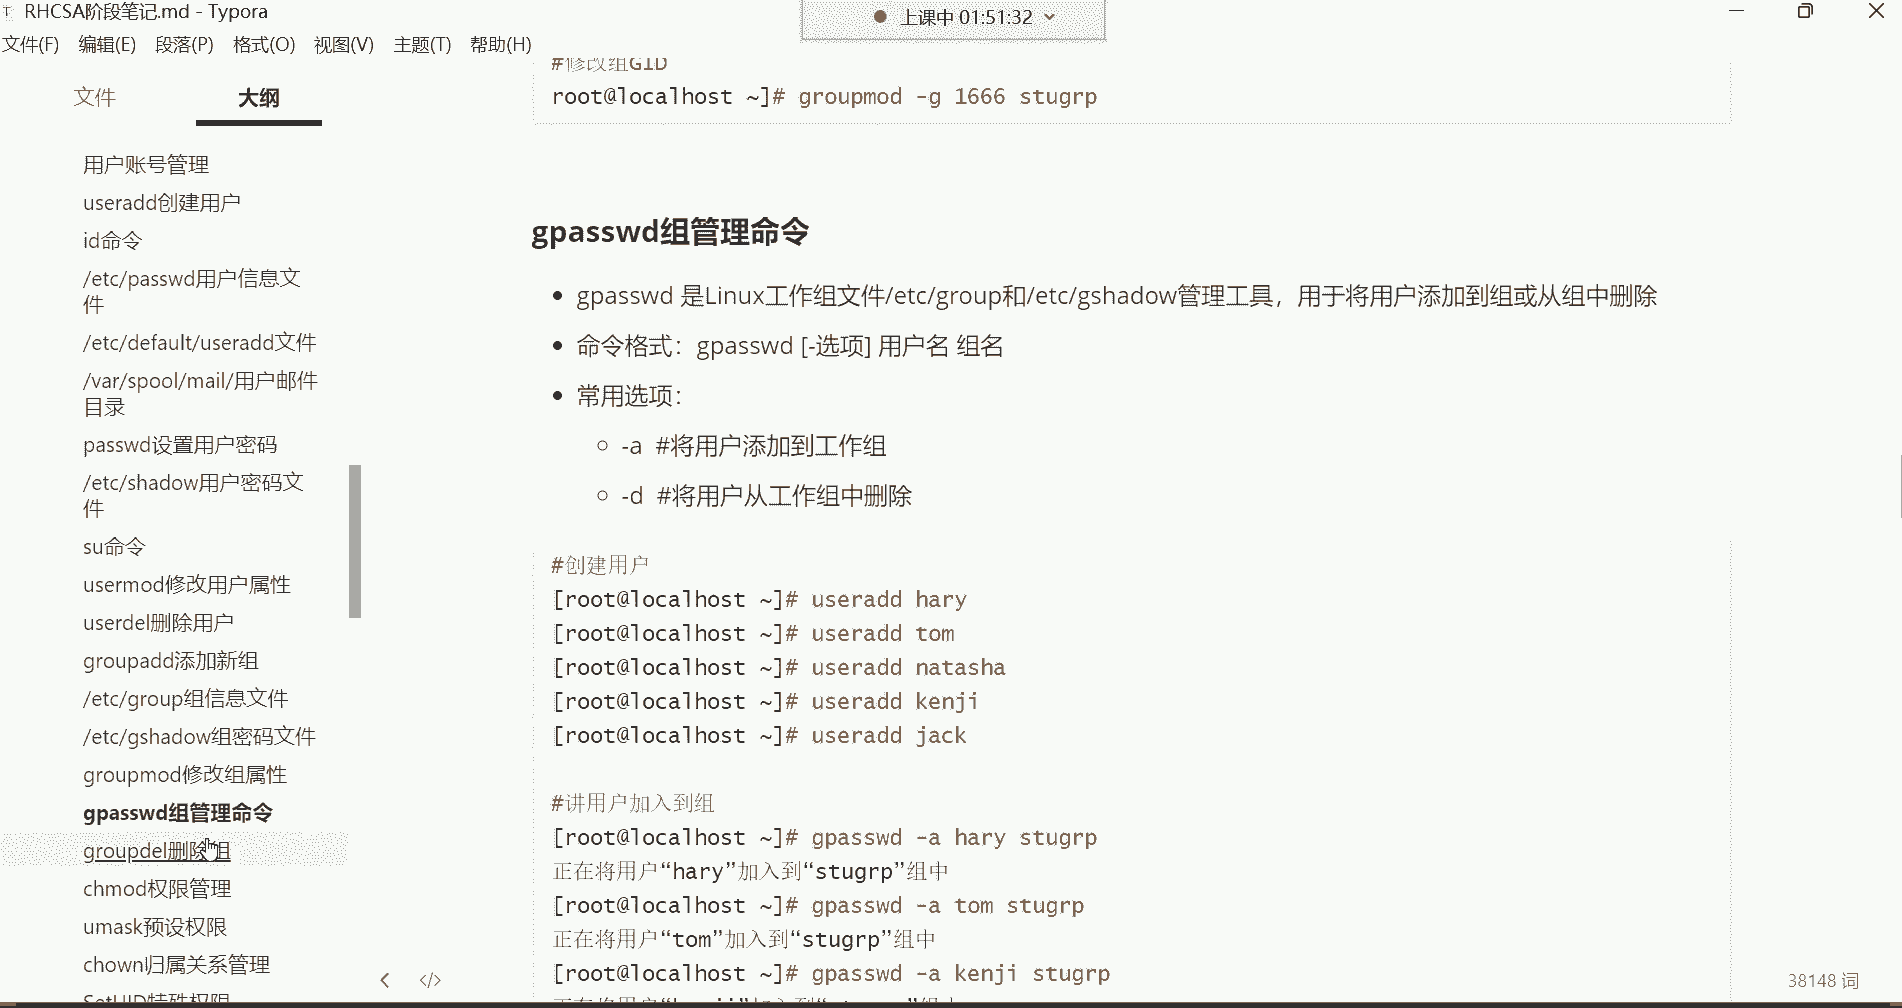 RHCSA阶段笔记.md - Typora
上课中 01:51:32
文件(F) 编辑(E) 段落(P) 格式(O) 视图(V) 主题(T) 帮助(H)
文件 大纲
用户账号管理
useradd创建用户
id命令
/etc/passwd用户信息文
件
/etc/default/useradd文件
/var/spool/mail/用户邮件
目录
passwd设置用户密码
/etc/shadow用户密码文
件
su命令
usermod修改用户属性
userdel删除用户
groupadd添加新组
/etc/group组信息文件
/etc/gshadow组密码文件
groupmod修改组属性
gpasswd组管理命令
groupdel删除组
chmod权限管理
umask预设权限
chown归属关系管理
SetUID特殊权限
#修改组GID
root@localhost ~]# groupmod -g 1666 stugrp
gpasswd组管理命令
gpasswd 是Linux工作组文件/etc/group和/etc/gshadow管理工具，用于将用户添加到组或从组中删除
命令格式：gpasswd [-选项] 用户名 组名
常用选项：
-a #将用户添加到工作组
-d #将用户从工作组中删除
#创建用户
[root@localhost ~]# useradd hary
[root@localhost ~]# useradd tom
[root@localhost ~]# useradd natasha
[root@localhost ~]# useradd kenji
[root@localhost ~]# useradd jack
#讲用户加入到组
[root@localhost ~]# gpasswd -a hary stugrp
正在将用户“hary”加入到“stugrp”组中
[root@localhost ~]# gpasswd -a tom stugrp
正在将用户“tom”加入到“stugrp”组中
[root@localhost ~]# gpasswd -a kenji stugrp
</>
38148 词